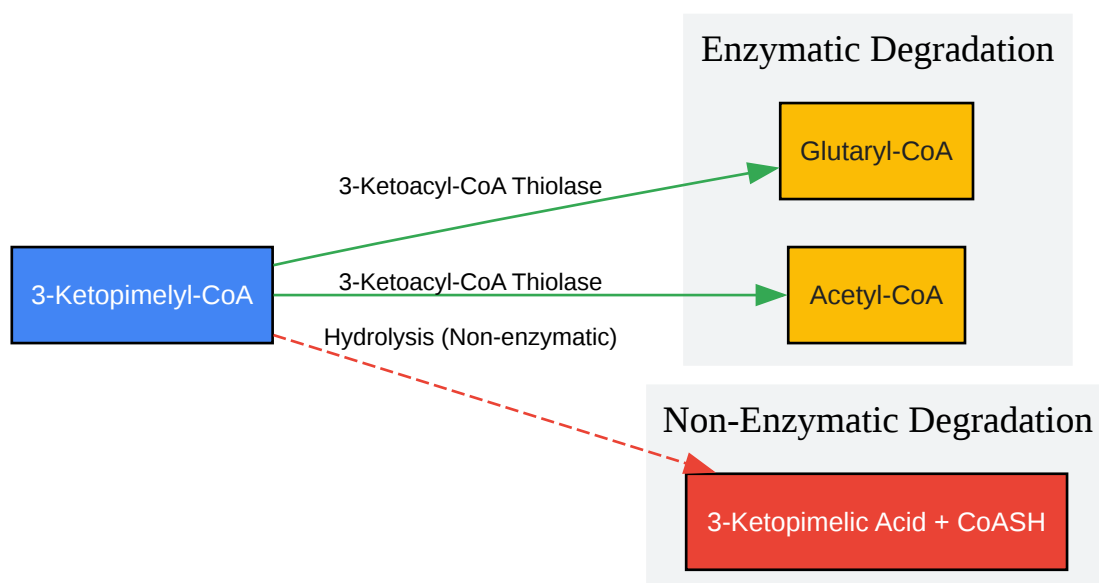 Enzymatic Degradation
Glutaryl-CoA
3-Ketoacyl-CoA Thiolase
3-Ketopimelyl-CoA
3-Ketoacyl-CoA Thiolase
Acetyl-CoA
Hydrolysis (Non-enzymatic)
Non-Enzymatic Degradation
3-Ketopimelic Acid + CoASH